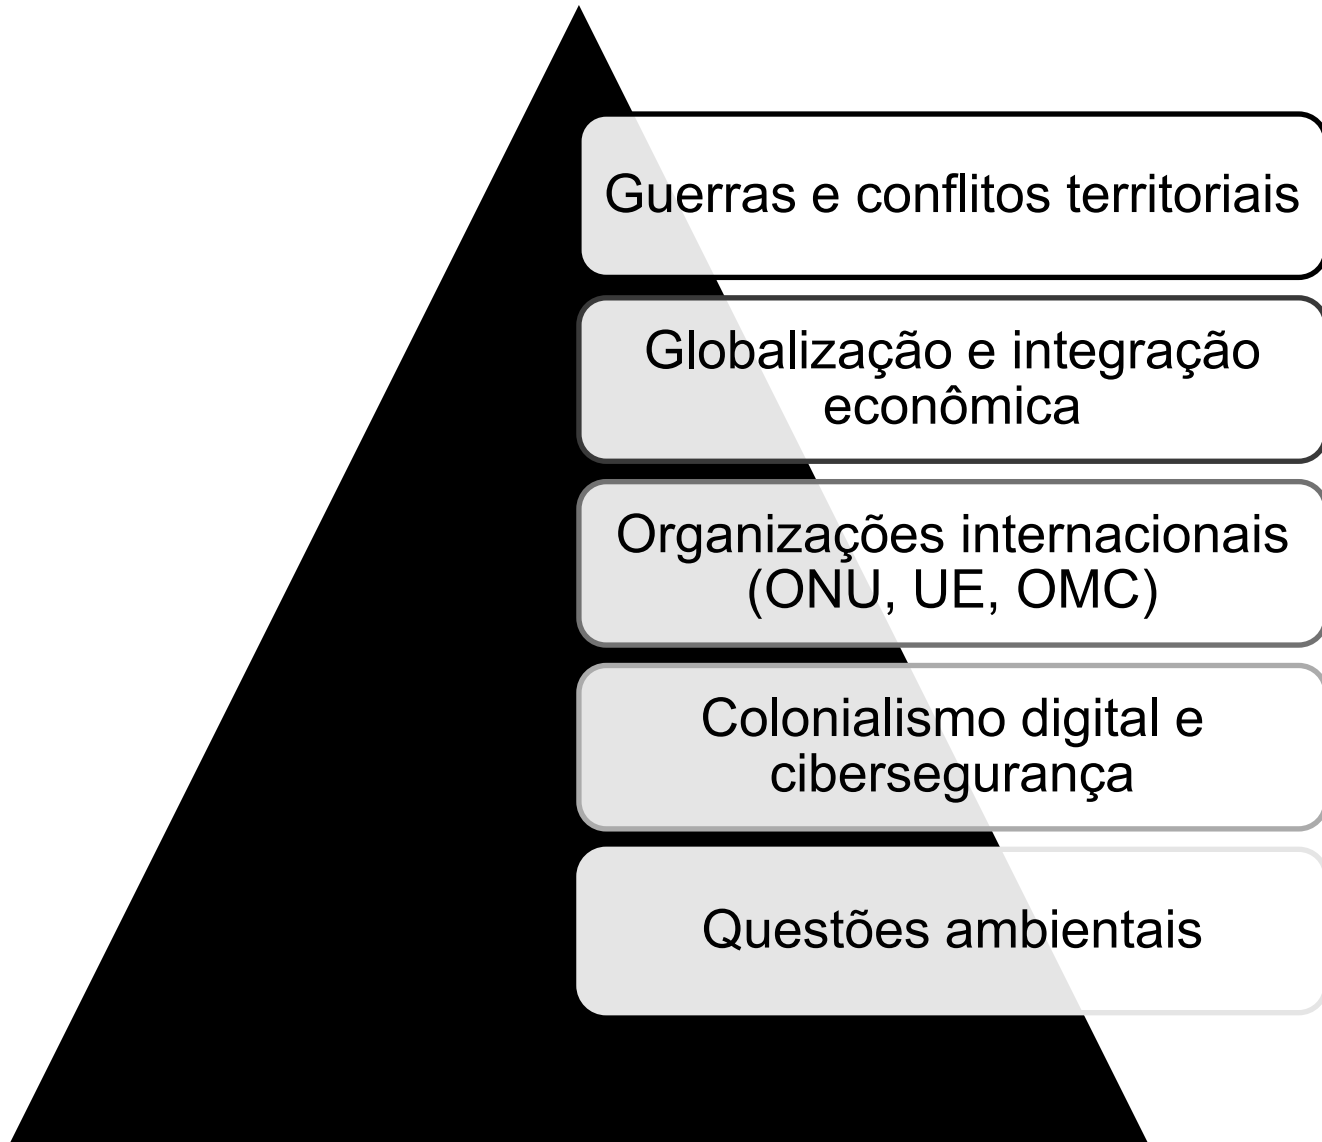 Guerras e conflitos territoriais
Globalização e integração
econômica
Organizações internacionais
(ONU, UE, OMC)
Colonialismo digital e
cibersegurança
Questões ambientais